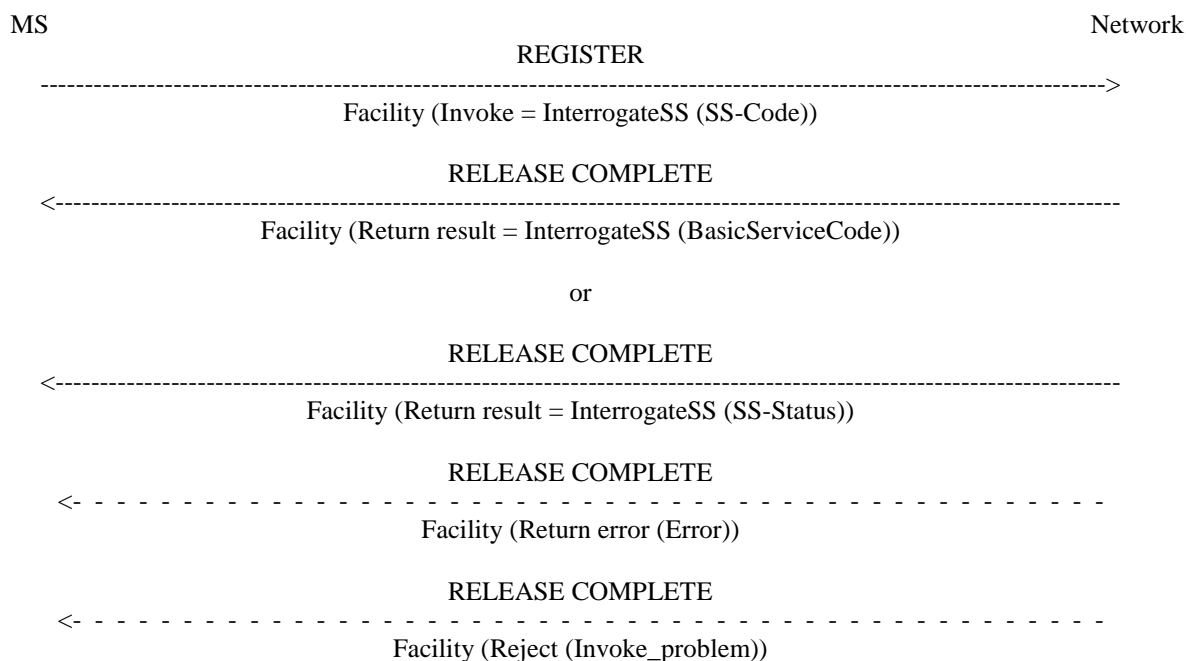 MS Network
REGISTER
Facility (Invoke = InterrogateSS (SS-Code))
RELEASE COMPLETE
Facility (Return result = InterrogateSS (BasicServiceCode))
or
RELEASE COMPLETE
Facility (Return result = InterrogateSS (SS-Status))
RELEASE COMPLETE
Facility (Return error (Error))
RELEASE COMPLETE
Facility (Reject (Invoke_problem))